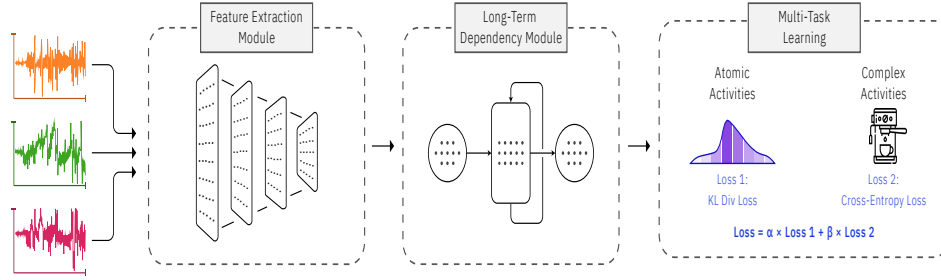 Feature Extraction
Module
Long-Term
Dependency Module
Multi-Task
Learning
Atomic
Activities
Complex
Activities
Loss 1:
KL Div Loss
Loss 2:
Cross-Entropy Loss
Loss = α × Loss 1 + β × Loss 2